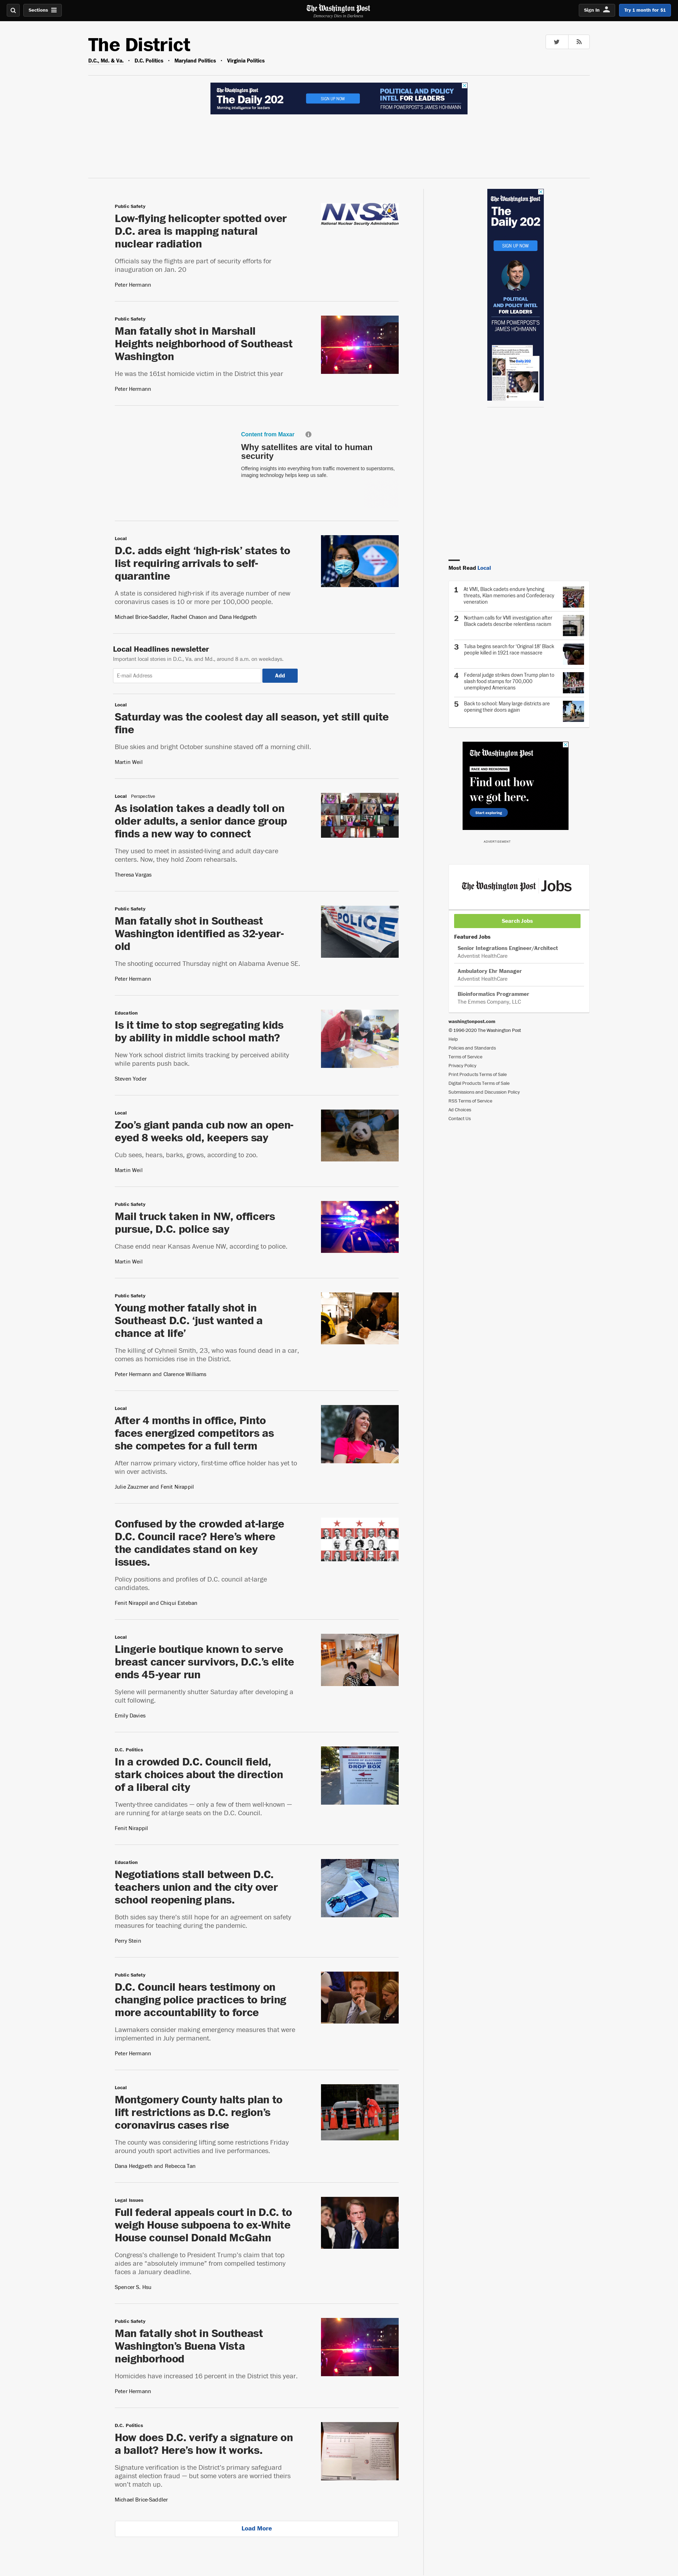 Sections
The Washington Post
Democracy Dies in Darkness
Sign In
Try 1 month for $1
The District
D.C., Md. & Va. • D.C. Politics • Maryland Politics • Virginia Politics
The Washington Post
The Daily 202
Morning intelligence for leaders
SIGN UP NOW
POLITICAL AND POLICY
INTEL FOR LEADERS
FROM POWERPOST'S JAMES HOHMANN
Public Safety
Low-flying helicopter spotted over
D.C. area is mapping natural
nuclear radiation
Officials say the flights are part of security efforts for
inauguration on Jan. 20
Peter Hermann
NNSA
National Nuclear Security Administration
Public Safety
Man fatally shot in Marshall
Heights neighborhood of Southeast
Washington
He was the 161st homicide victim in the District this year
Peter Hermann
Content from Maxar
Why satellites are vital to human
security
Offering insights into everything from traffic movement to superstorms,
imaging technology helps keep us safe.
Local
D.C. adds eight ‘high-risk’ states to
list requiring arrivals to self-
quarantine
A state is considered high-risk if its average number of new
coronavirus cases is 10 or more per 100,000 people.
Michael Brice-Saddler, Rachel Chason and Dana Hedgpeth
Local Headlines newsletter
Important local stories in D.C., Va. and Md., around 8 a.m. on weekdays.
E-mail Address
Add
Local
Saturday was the coolest day all season, yet still quite
fine
Blue skies and bright October sunshine staved off a morning chill.
Martin Weil
Local Perspective
As isolation takes a deadly toll on
older adults, a senior dance group
finds a new way to connect
They used to meet in assisted-living and adult day-care
centers. Now, they hold Zoom rehearsals.
Theresa Vargas
Public Safety
Man fatally shot in Southeast
Washington identified as 32-year-
old
The shooting occurred Thursday night on Alabama Avenue SE.
Peter Hermann
POLICE
Education
Is it time to stop segregating kids
by ability in middle school math?
New York school district limits tracking by perceived ability
while parents push back.
Steven Yoder
Local
Zoo’s giant panda cub now an open-
eyed 8 weeks old, keepers say
Cub sees, hears, barks, grows, according to zoo.
Martin Weil
Public Safety
Mail truck taken in NW, officers
pursue, D.C. police say
Chase endd near Kansas Avenue NW, according to police.
Martin Weil
Public Safety
Young mother fatally shot in
Southeast D.C. ‘just wanted a
chance at life’
The killing of Cyhneil Smith, 23, who was found dead in a car,
comes as homicides rise in the District.
Peter Hermann and Clarence Williams
Local
After 4 months in office, Pinto
faces energized competitors as
she competes for a full term
After narrow primary victory, first-time office holder has yet to
win over activists.
Julie Zauzmer and Fenit Nirappil
Confused by the crowded at-large
D.C. Council race? Here’s where
the candidates stand on key
issues.
Policy positions and profiles of D.C. council at-large
candidates.
Fenit Nirappil and Chiqui Esteban
Local
Lingerie boutique known to serve
breast cancer survivors, D.C.’s elite
ends 45-year run
Sylene will permanently shutter Saturday after developing a
cult following.
Emily Davies
D.C. Politics
In a crowded D.C. Council field,
stark choices about the direction
of a liberal city
Twenty-three candidates — only a few of them well-known —
are running for at-large seats on the D.C. Council.
Fenit Nirappil
OFFICIAL BALLOT
DROP BOX
Education
Negotiations stall between D.C.
teachers union and the city over
school reopening plans.
Both sides say there’s still hope for an agreement on safety
measures for teaching during the pandemic.
Perry Stein
Public Safety
D.C. Council hears testimony on
changing police practices to bring
more accountability to force
Lawmakers consider making emergency measures that were
implemented in July permanent.
Peter Hermann
Local
Montgomery County halts plan to
lift restrictions as D.C. region’s
coronavirus cases rise
The county was considering lifting some restrictions Friday
around youth sport activities and live performances.
Dana Hedgpeth and Rebecca Tan
Legal Issues
Full federal appeals court in D.C. to
weigh House subpoena to ex-White
House counsel Donald McGahn
Congress’s challenge to President Trump’s claim that top
aides are “absolutely immune” from compelled testimony
faces a January deadline.
Spencer S. Hsu
Public Safety
Man fatally shot in Southeast
Washington’s Buena Vista
neighborhood
Homicides have increased 16 percent in the District this year.
Peter Hermann
D.C. Politics
How does D.C. verify a signature on
a ballot? Here’s how it works.
Signature verification is the District’s primary safeguard
against election fraud — but some voters are worried theirs
won’t match up.
Michael Brice-Saddler
Load More
The Washington Post
The
Daily 202
SIGN UP NOW
POLITICAL
AND POLICY INTEL
FOR LEADERS
FROM POWERPOST'S
JAMES HOHMANN
Most Read Local
1 At VMI, Black cadets endure lynching
threats, Klan memories and Confederacy
veneration
2 Northam calls for VMI investigation after
Black cadets describe relentless racism
3 Tulsa begins search for ‘Original 18’ Black
people killed in 1921 race massacre
4 Federal judge strikes down Trump plan to
slash food stamps for 700,000
unemployed Americans
5 Back to school: Many large districts are
opening their doors again
The Washington Post
RACE AND RECKONING
Find out how
we got here.
Start exploring
ADVERTISEMENT
The Washington Post Jobs
Search Jobs
Featured Jobs
Senior Integrations Engineer/Architect
Adventist HealthCare
Ambulatory Ehr Manager
Adventist HealthCare
Bioinformatics Programmer
The Emmes Company, LLC
washingtonpost.com
© 1996-2020 The Washington Post
Help
Policies and Standards
Terms of Service
Privacy Policy
Print Products Terms of Sale
Digital Products Terms of Sale
Submissions and Discussion Policy
RSS Terms of Service
Ad Choices
Contact Us